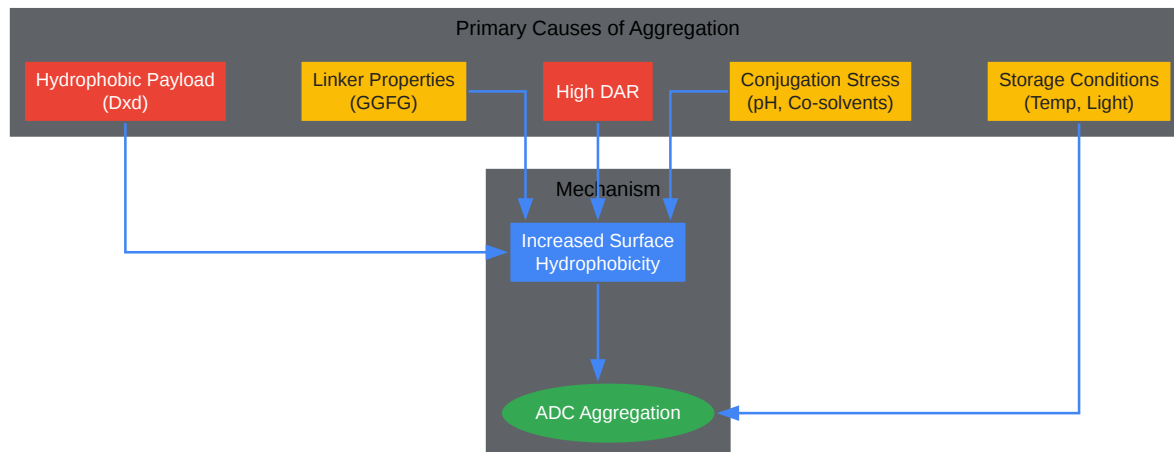 Primary Causes of Aggregation
Hydrophobic Payload
(Dxd)
Linker Properties
(GGFG)
High DAR
Conjugation Stress
(pH, Co-solvents)
Storage Conditions
(Temp, Light)
Mechanism
Increased Surface
Hydrophobicity
ADC Aggregation